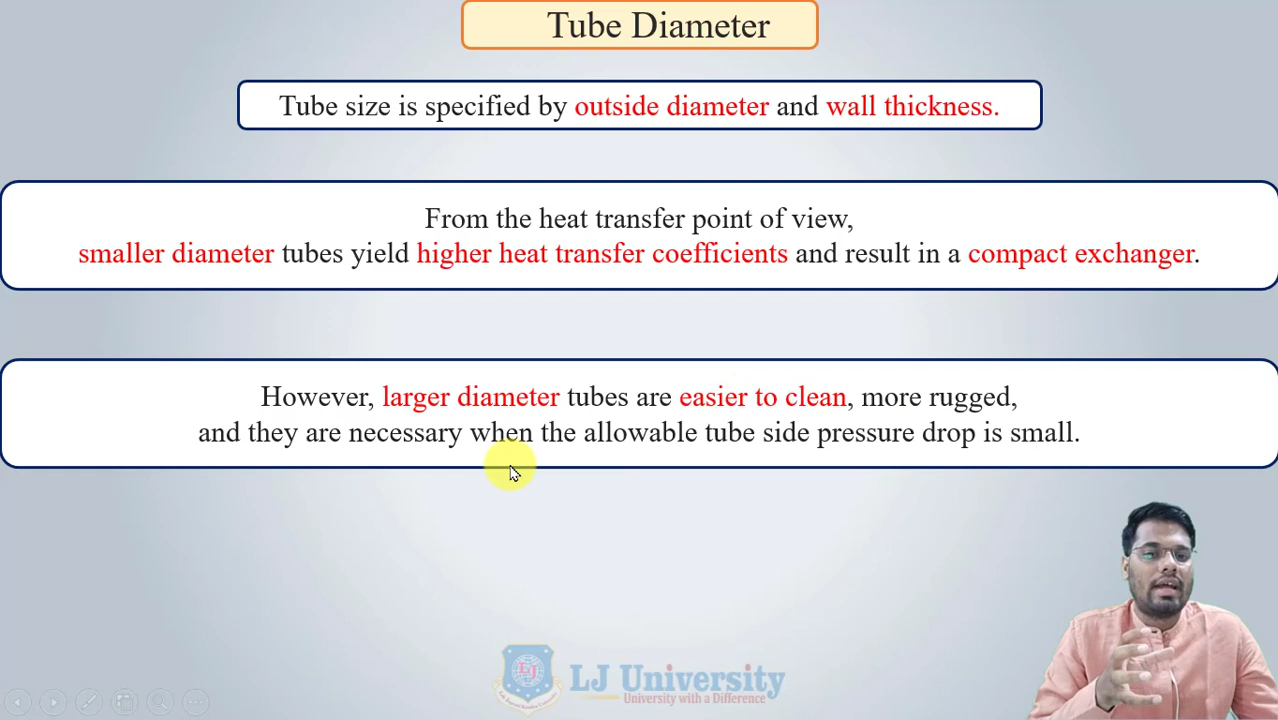 Tube Diameter
Tube size is specified by outside diameter and wall thickness.
From the heat transfer point of view,
smaller diameter tubes yield higher heat transfer coefficients and result in a compact exchanger.
However, larger diameter tubes are easier to clean, more rugged,
and they are necessary when the allowable tube side pressure drop is small.
LJ
LJ University
University with a Difference